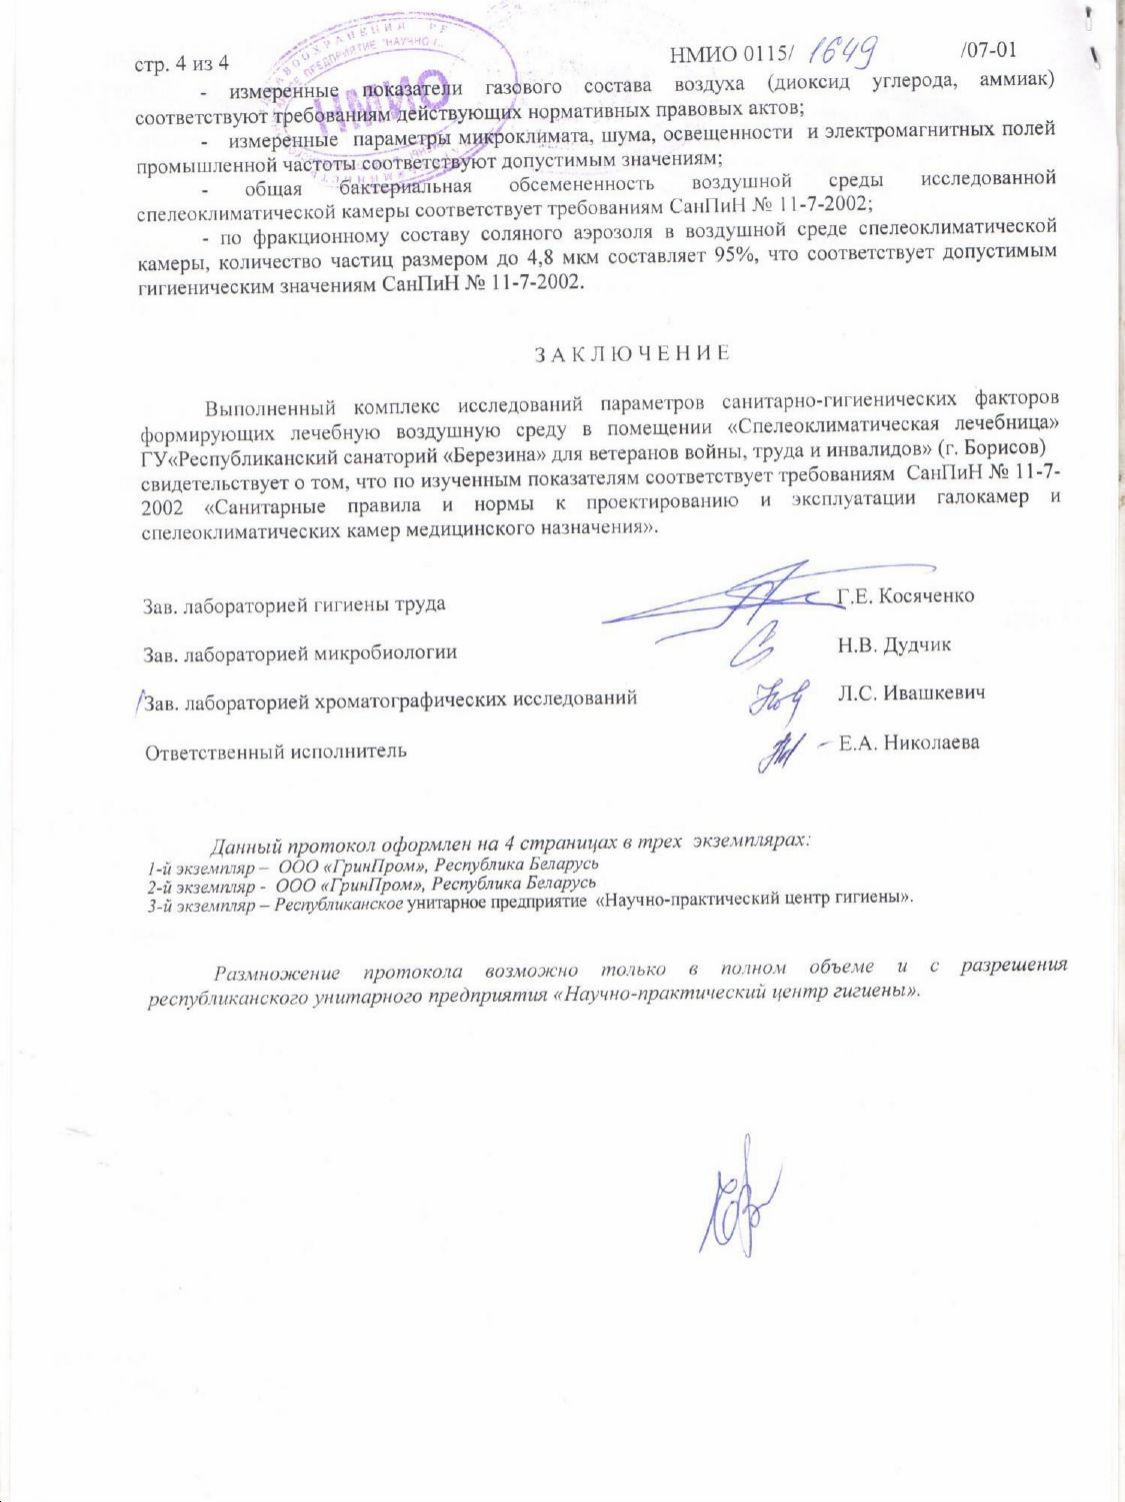 стр. 4 из 4
НМИО 0115/ 1649 /07-01
НМИО
- измеренные показатели газового состава воздуха (диоксид углерода, аммиак)
соответствуют требованиям действующих нормативных правовых актов;
- измеренные параметры микроклимата, шума, освещенности и электромагнитных полей
промышленной частоты соответствуют допустимым значениям;
- общая бактериальная обсемененность воздушной среды исследованной
спелеоклиматической камеры соответствует требованиям СанПиН № 11-7-2002;
- по фракционному составу соляного аэрозоля в воздушной среде спелеоклиматической
камеры, количество частиц размером до 4,8 мкм составляет 95%, что соответствует допустимым
гигиеническим значениям СанПиН № 11-7-2002.
З А К Л Ю Ч Е Н И Е
Выполненный комплекс исследований параметров санитарно-гигиенических факторов
формирующих лечебную воздушную среду в помещении «Спелеоклиматическая лечебница»
ГУ«Республиканский санаторий «Березина» для ветеранов войны, труда и инвалидов» (г. Борисов)
свидетельствует о том, что по изученным показателям соответствует требованиям СанПиН № 11-7-
2002 «Санитарные правила и нормы к проектированию и эксплуатации галокамер и
спелеоклиматических камер медицинского назначения».
Зав. лабораторией гигиены труда Г.Е. Косяченко
Зав. лабораторией микробиологии Н.В. Дудчик
Зав. лабораторией хроматографических исследований Л.С. Ивашкевич
Ответственный исполнитель Е.А. Николаева
Данный протокол оформлен на 4 страницах в трех экземплярах:
1-й экземпляр – ООО «ГринПром», Республика Беларусь
2-й экземпляр - ООО «ГринПром», Республика Беларусь
3-й экземпляр – Республиканское унитарное предприятие «Научно-практический центр гигиены».
Размножение протокола возможно только в полном объеме и с разрешения
республиканского унитарного предприятия «Научно-практический центр гигиены».